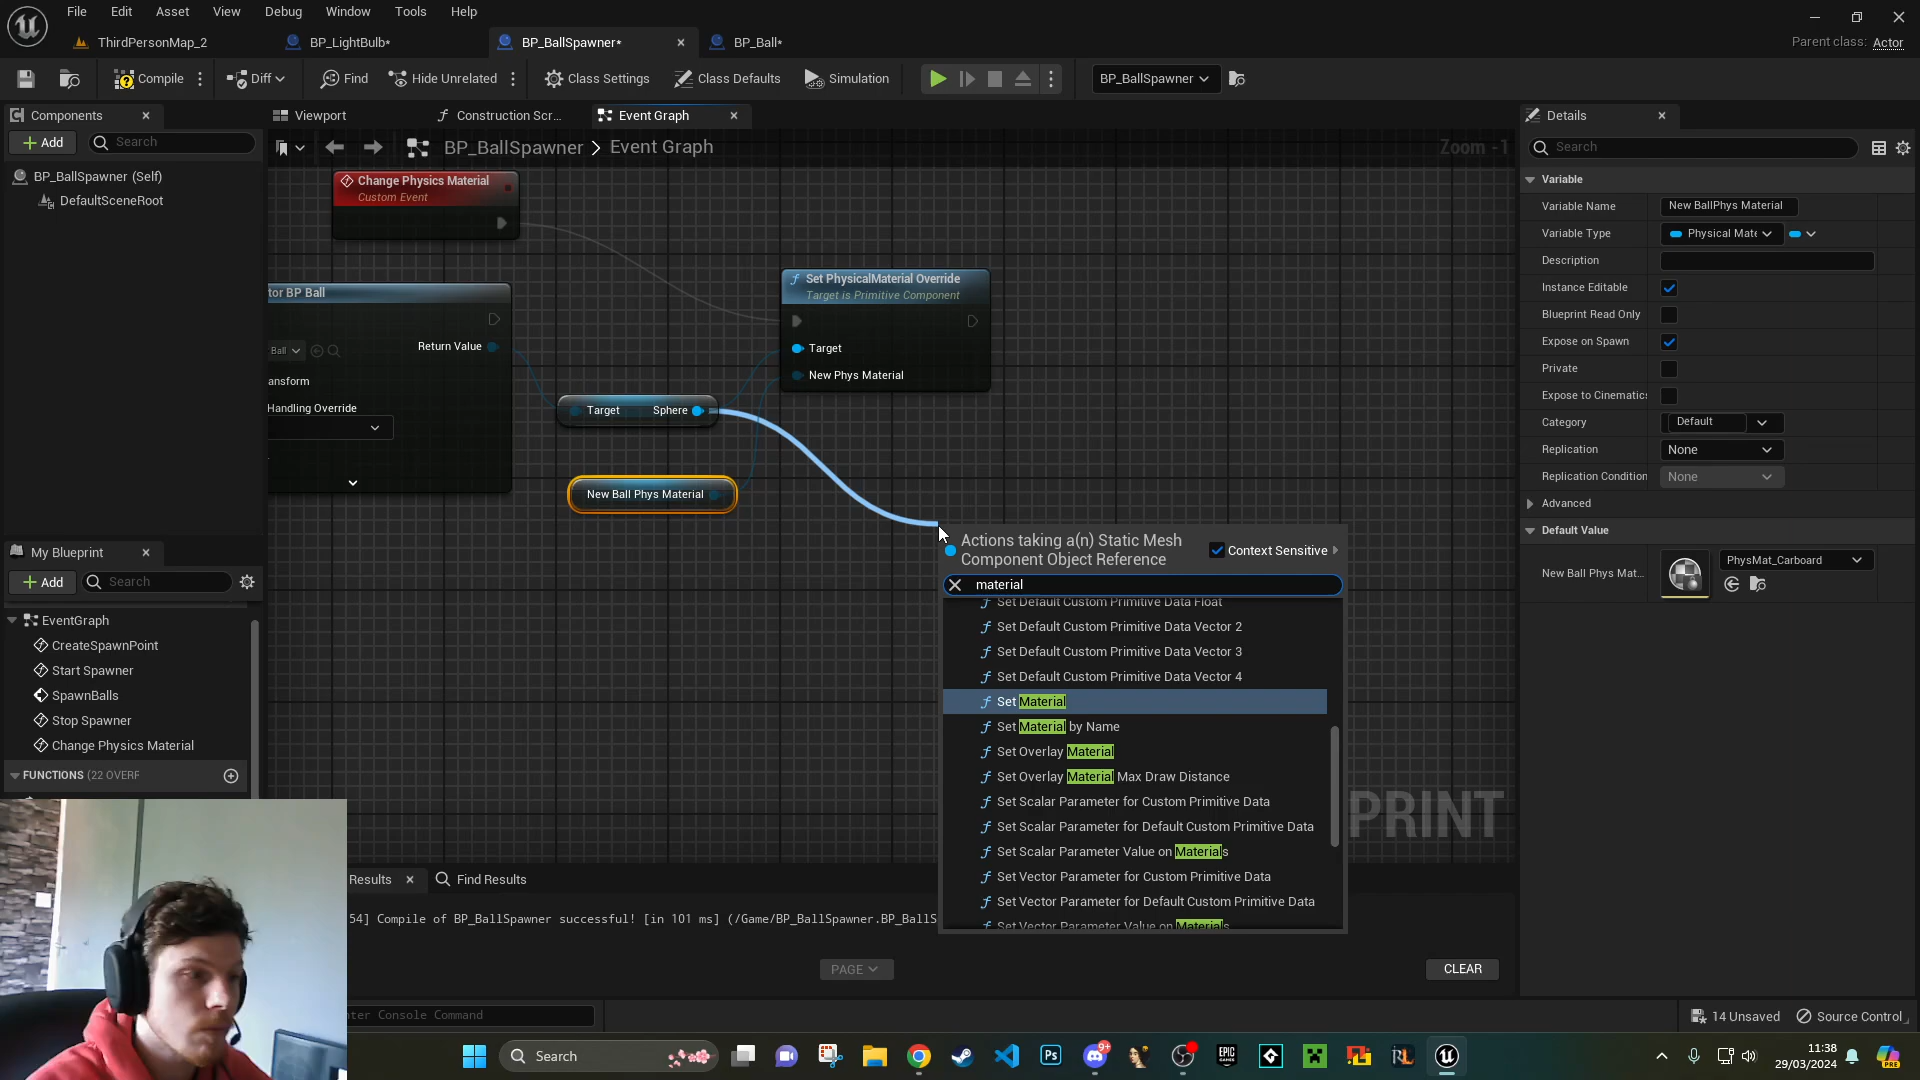 File Edit Asset View Debug Window Tools Help
ThirdPersonMap_2 BP_LightBulb* BP_BallSpawner* BP_Ball*
Parent class: Actor
Compile Diff Find Hide Unrelated Class Settings Class Defaults Simulation BP_BallSpawner
Components Viewport Construction Scr... Event Graph Details
Add Search
BP_BallSpawner > Event Graph
Zoom -1
Search
BP_BallSpawner (Self)
DefaultSceneRoot
Change Physics Material
Custom Event
tor BP Ball
Return Value
Ball
ansform
Handling Override
Target Sphere
New Ball Phys Material
Set PhysicalMaterial Override
Target is Primitive Component
Target
New Phys Material
Actions taking a(n) Static Mesh
Component Object Reference
Context Sensitive
material
Set Default Custom Primitive Data Float
Set Default Custom Primitive Data Vector 2
Set Default Custom Primitive Data Vector 3
Set Default Custom Primitive Data Vector 4
Set Material
Set Material by Name
Set Overlay Material
Set Overlay Material Max Draw Distance
Set Scalar Parameter for Custom Primitive Data
Set Scalar Parameter for Default Custom Primitive Data
Set Scalar Parameter Value on Materials
Set Vector Parameter for Custom Primitive Data
Set Vector Parameter for Default Custom Primitive Data
Set Vector Parameter Value on Materials
PRINT
Variable
Variable Name New BallPhys Material
Variable Type Physical Mate
Description
Instance Editable
Blueprint Read Only
Expose on Spawn
Private
Expose to Cinematics
Category Default
Replication None
Replication Condition None
Advanced
Default Value
New Ball Phys Mat... PhysMat_Carboard
My Blueprint
Add Search
EventGraph
CreateSpawnPoint
Start Spawner
SpawnBalls
Stop Spawner
Change Physics Material
FUNCTIONS (22 OVERF
Results Find Results
54] Compile of BP_BallSpawner successful! [in 101 ms] (/Game/BP_BallSpawner.BP_BallS
PAGE
CLEAR
nter Console Command
14 Unsaved Source Control
Search
Ps
9+
EPIC GAMES
RL
11:38
29/03/2024
PRE